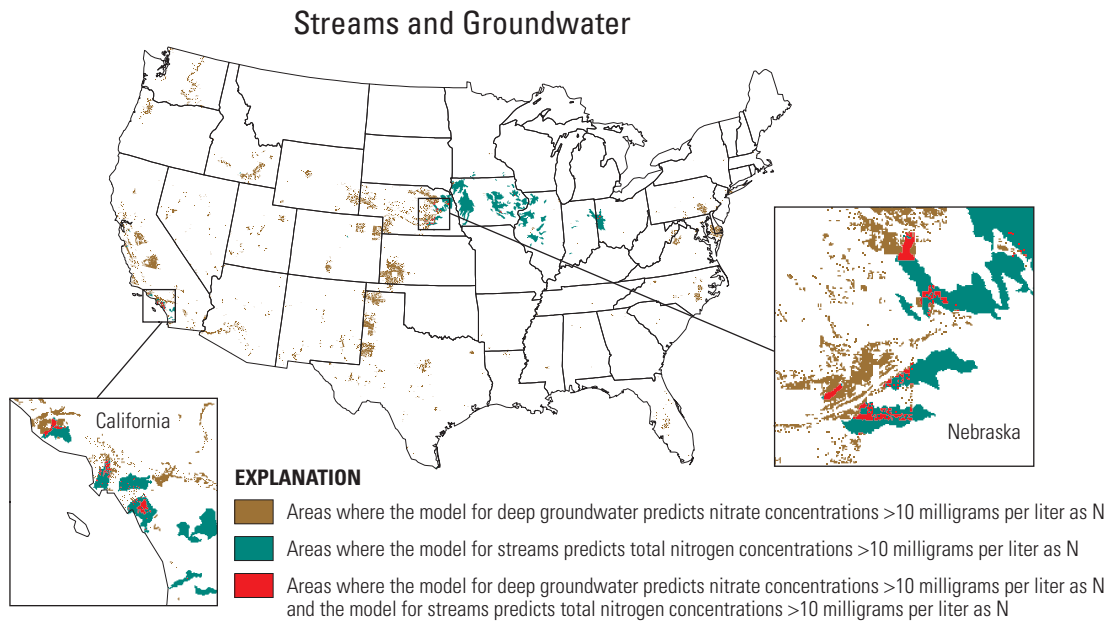 Streams and Groundwater
California
Nebraska
EXPLANATION
Areas where the model for deep groundwater predicts nitrate concentrations >10 milligrams per liter as N
Areas where the model for streams predicts total nitrogen concentrations >10 milligrams per liter as N
Areas where the model for deep groundwater predicts nitrate concentrations >10 milligrams per liter as N
and the model for streams predicts total nitrogen concentrations >10 milligrams per liter as N